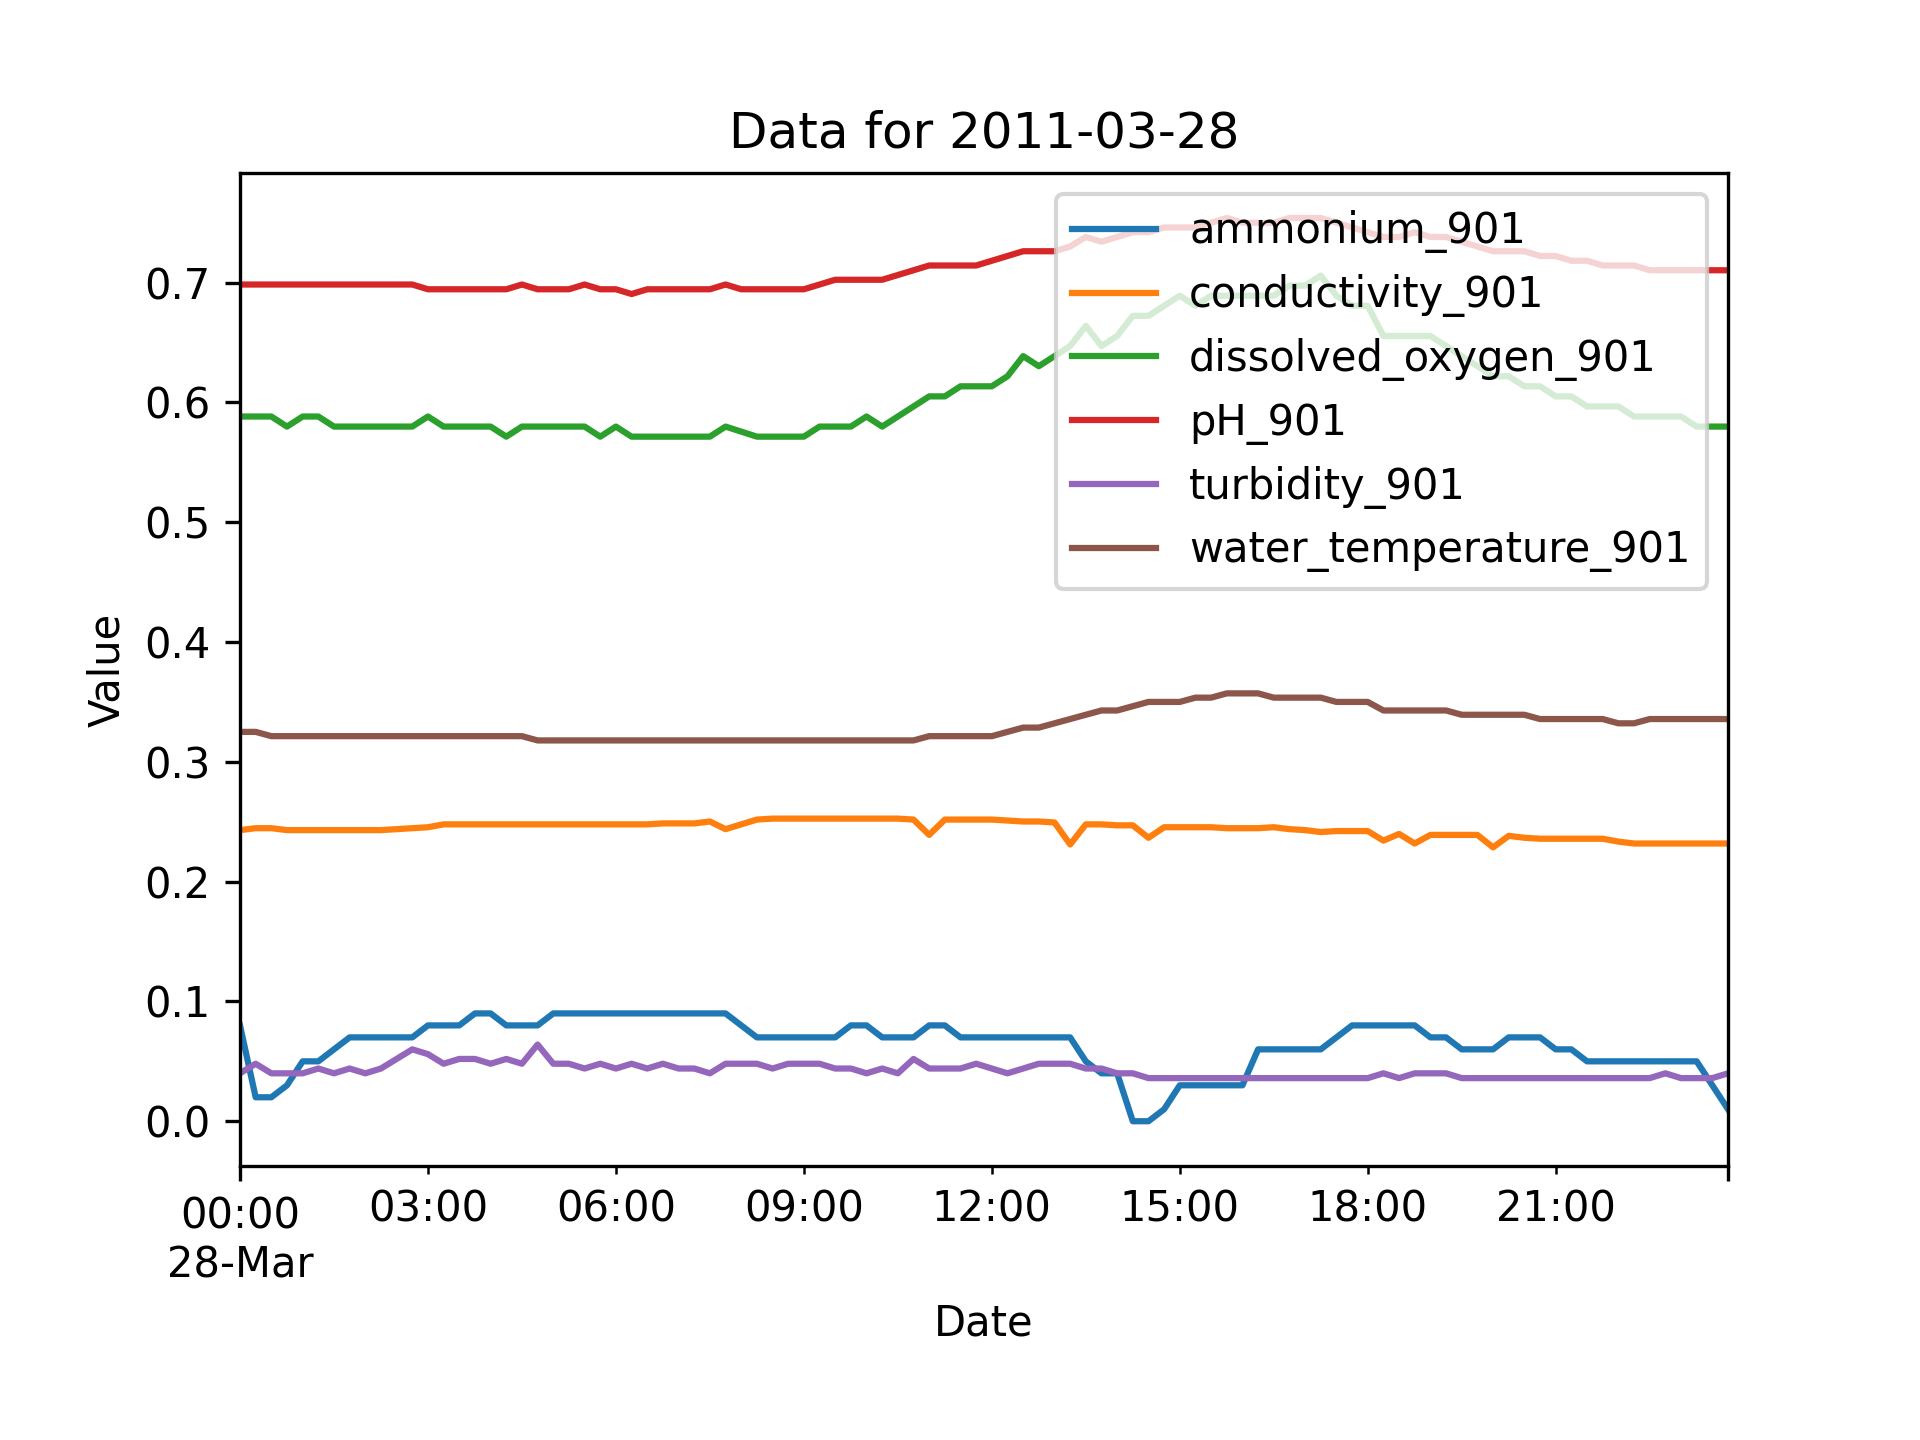 Data for 2011-03-28
ammonium_901
conductivity_901
dissolved_oxygen_901
pH_901
turbidity_901
water_temperature_901
Value
0.7
0.6
0.5
0.4
0.3
0.2
0.1
0.0
00:00 03:00 06:00 09:00 12:00 15:00 18:00 21:00
28-Mar
Date